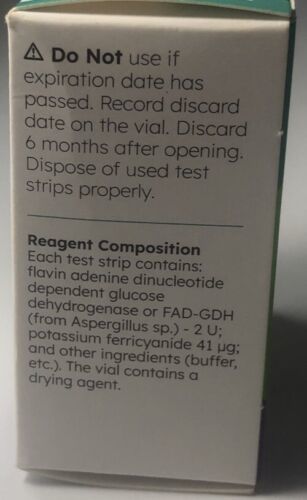 ⚠ Do Not use if
expiration date has
passed. Record discard
date on the vial. Discard
6 months after opening.
Dispose of used test
strips properly.
Reagent Composition
Each test strip contains:
flavin adenine dinucleotide
dependent glucose
dehydrogenase or FAD-GDH
(from Aspergillus sp.) - 2 U;
potassium ferricyanide 41 µg;
and other ingredients (buffer,
etc.). The vial contains a
drying agent.